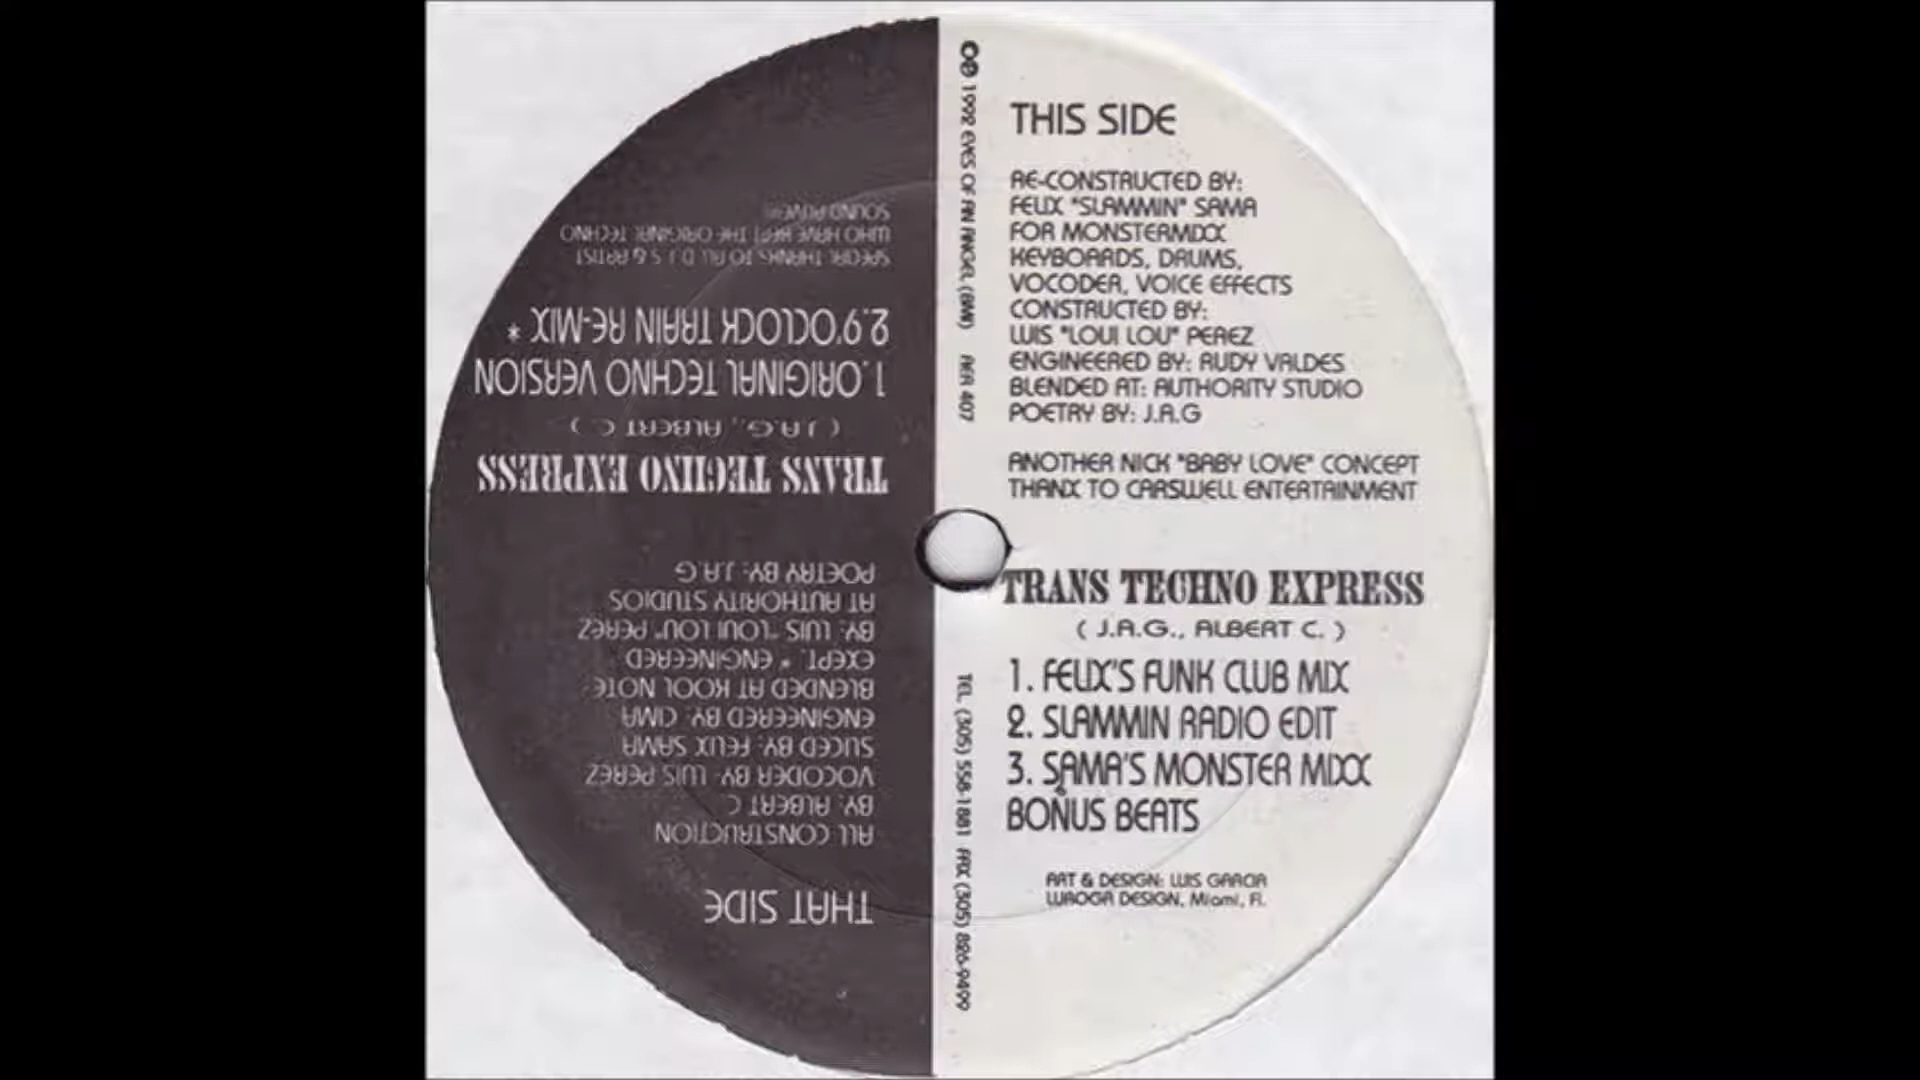 THIS SIDE
RE-CONSTRUCTED BY:
FELIX "SLAMMIN" SAMA
FOR MONSTERMIXX
KEYBOARDS, DRUMS,
VOCODER, VOICE EFFECTS
CONSTRUCTED BY:
LUIS "LOUI LOU" PEREZ
ENGINEERED BY: RUDY VALDES
BLENDED AT: AUTHORITY STUDIO
POETRY BY: J.A.G
ANOTHER NICK "BABY LOVE" CONCEPT
THANX TO CARSWELL ENTERTAINMENT
TRANS TECHNO EXPRESS
( J.A.G., ALBERT C. )
1. FELIX'S FUNK CLUB MIX
2. SLAMMIN RADIO EDIT
3. SAMA'S MONSTER MIXX
BONUS BEATS
ART & DESIGN: LUIS GARCIA
LUROGA DESIGN, Miami, Fl.
©℗ 1992 EYES OF AN ANGEL (BMI) RER 407
TEL (305) 558-1881 FAX (305) 826-9499
THAT SIDE
ALL CONSTRUCTION
BY: ALBERT C.
VOCODER BY: LUIS PEREZ
SLICED BY: FELIX SAMA
ENGINEERED BY: CIMA
BLENDED AT KOOL NOTE
EXEPT. * ENGINEERED
BY: LUIS "LOUI LOU" PEREZ
AT AUTHORITY STUDIOS
POETRY BY: J.A.G
TRANS TECHNO EXPRESS
( J.A.G., ALBERT C. )
1. ORIGINAL TECHNO VERSION
2. 9'OCLOCK TRAIN RE-MIX *
SPECIAL THANKS TO ALL D.J.'S & ARTIST
WHO HAVE KEPT THE ORIGINAL TECHNO
SOUND ALIVE!!!